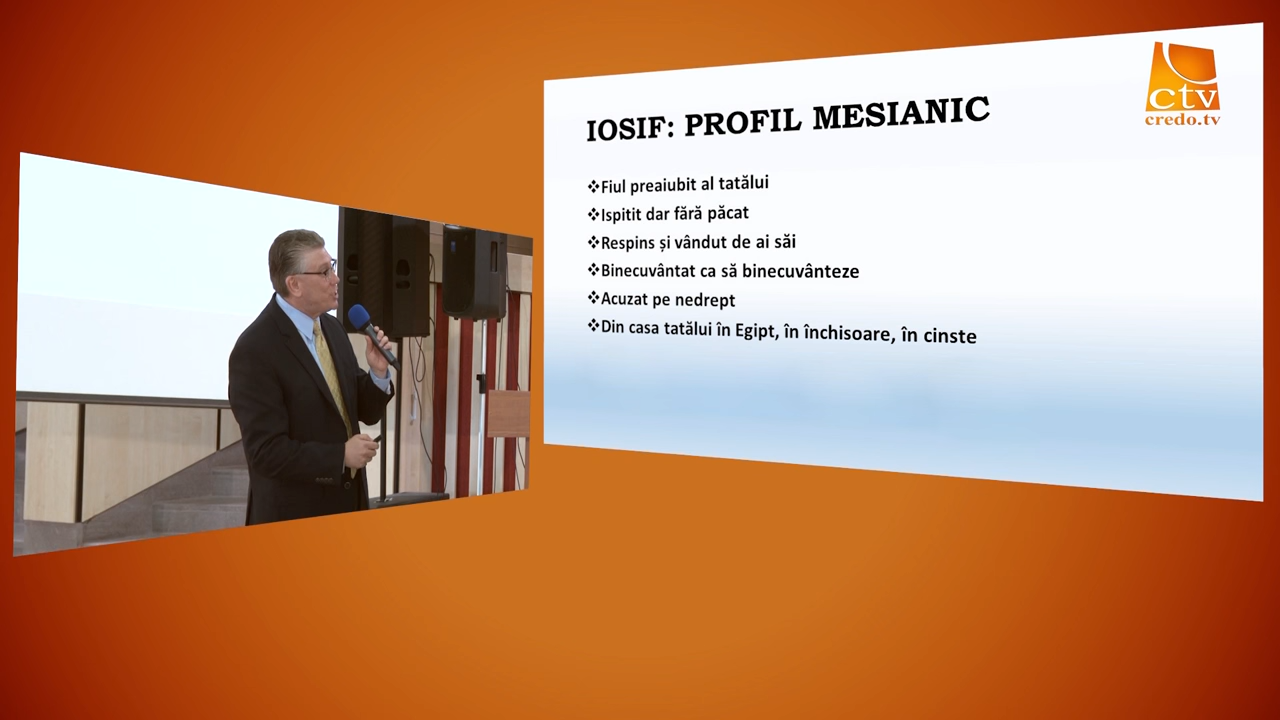 IOSIF: PROFIL MESIANIC
❖Fiul preaiubit al tatălui
❖Ispitit dar fără păcat
❖Respins și vândut de ai săi
❖Binecuvântat ca să binecuvânteze
❖Acuzat pe nedrept
❖Din casa tatălui în Egipt, în închisoare, în cinste
ctv
credo.tv